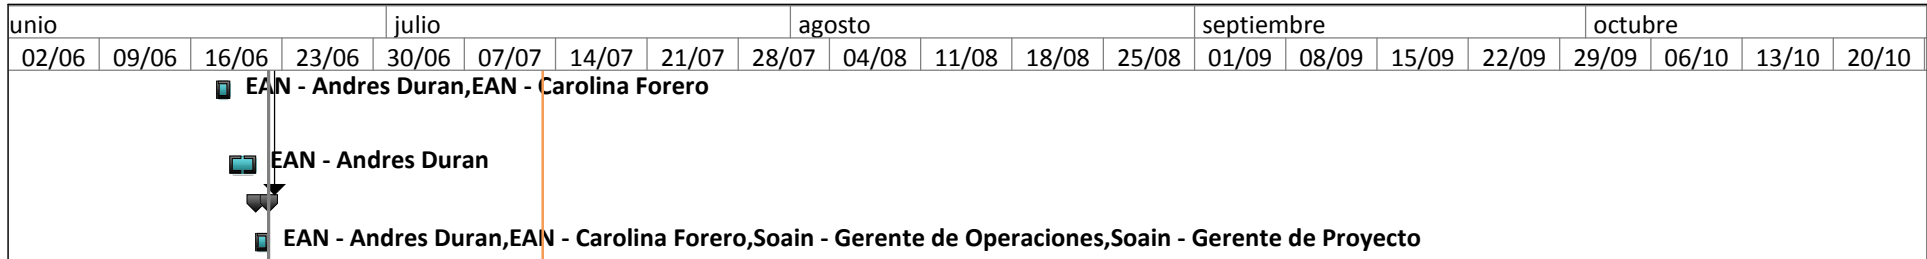 unio julio agosto septiembre octubre
02/06 09/06 16/06 23/06 30/06 07/07 14/07 21/07 28/07 04/08 11/08 18/08 25/08 01/09 08/09 15/09 22/09 29/09 06/10 13/10 20/10
EAN - Andres Duran,EAN - Carolina Forero
EAN - Andres Duran
EAN - Andres Duran,EAN - Carolina Forero,Soain - Gerente de Operaciones,Soain - Gerente de Proyecto